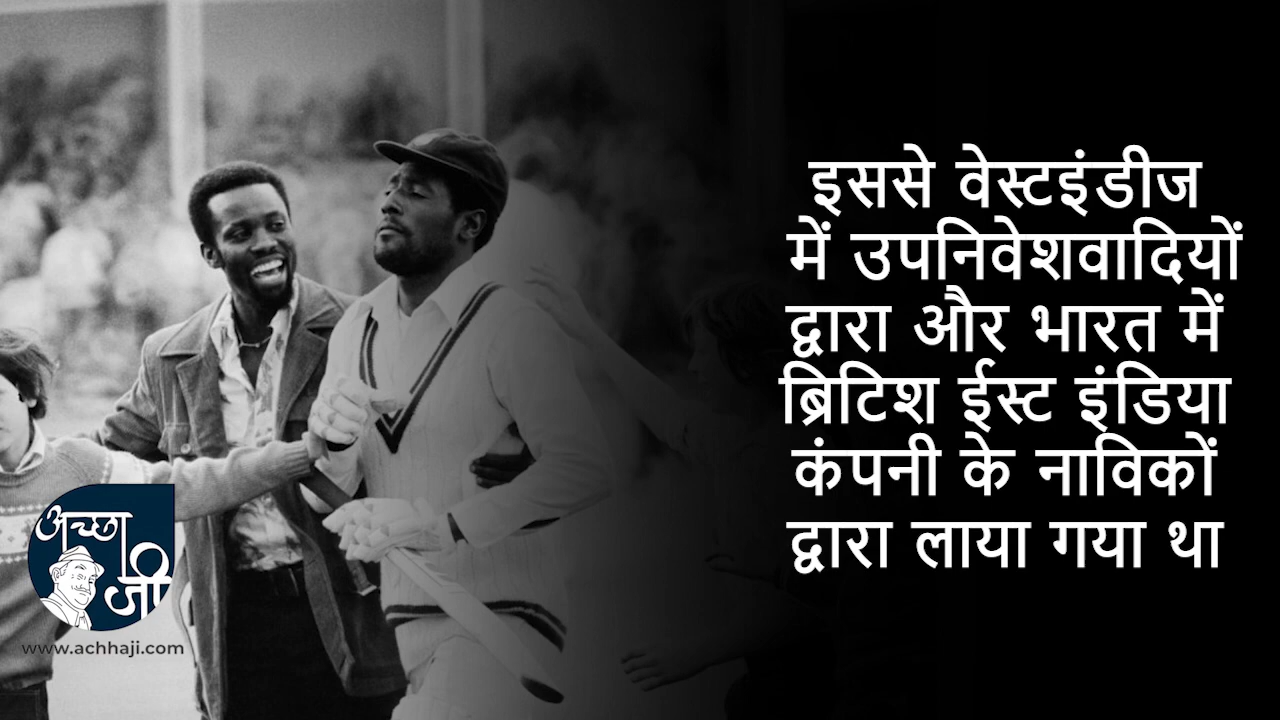 इससे वेस्टइंडीज
में उपनिवेशवादियों
द्वारा और भारत में
ब्रिटिश ईस्ट इंडिया
कंपनी के नाविकों
द्वारा लाया गया था
अच्छा
जी
www.achhaji.com